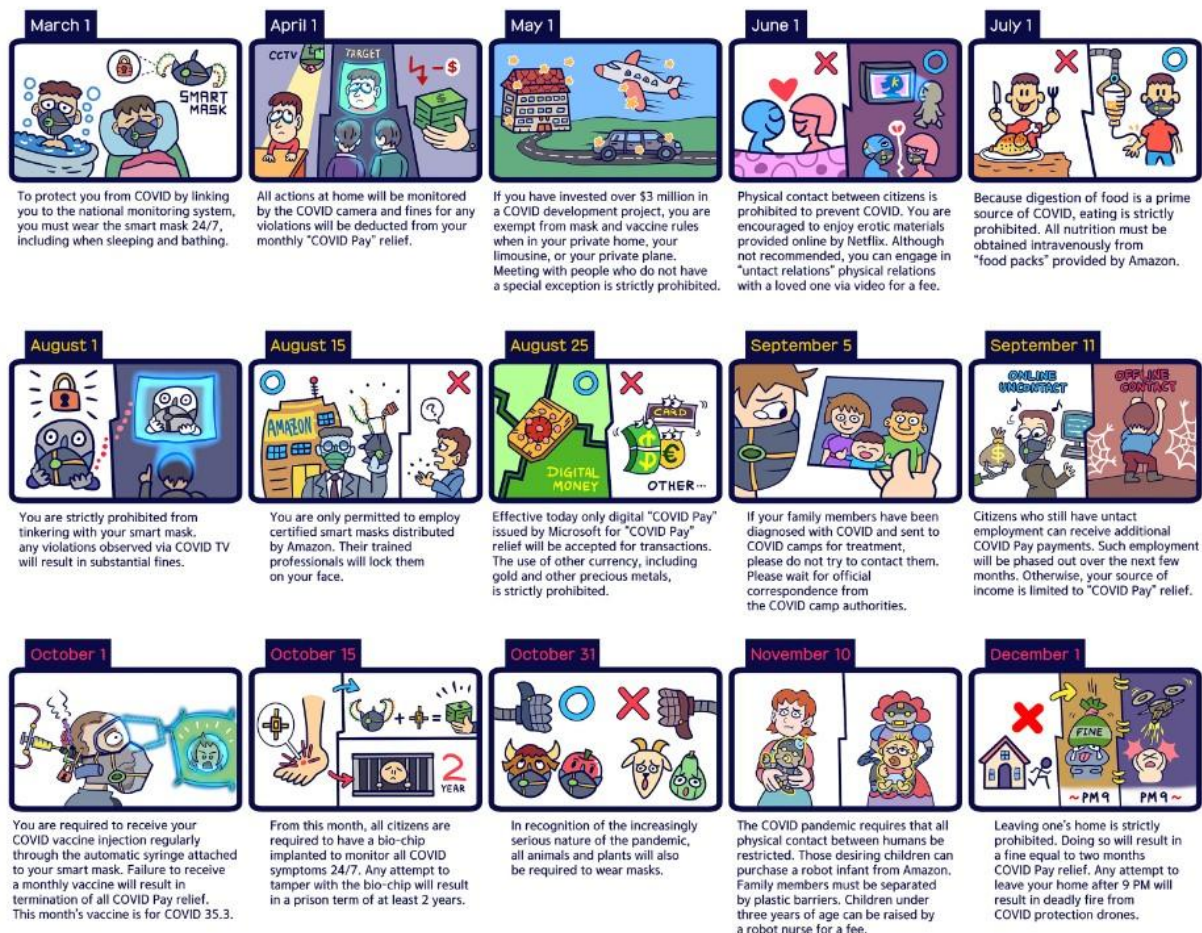 March 1
SMART
MASK
To protect you from COVID by linking
you to the national monitoring system,
you must wear the smart mask 24/7,
including when sleeping and bathing.
April 1
CCTV
TARGET
-$
All actions at home will be monitored
by the COVID camera and fines for any
violations will be deducted from your
monthly "COVID Pay" relief.
May 1
If you have invested over $3 million in
a COVID development project, you are
exempt from mask and vaccine rules
when in your private home, your
limousine, or your private plane.
Meeting with people who do not have
a special exception is strictly prohibited.
June 1
Physical contact between citizens is
prohibited to prevent COVID. You are
encouraged to enjoy erotic materials
provided online by Netflix. Although
not recommended, you can engage in
"untact relations" physical relations
with a loved one via video for a fee.
July 1
Because digestion of food is a prime
source of COVID, eating is strictly
prohibited. All nutrition must be
obtained intravenously from
"food packs" provided by Amazon.
August 1
You are strictly prohibited from
tinkering with your smart mask.
any violations observed via COVID TV
will result in substantial fines.
August 15
AMAZON
?
You are only permitted to employ
certified smart masks distributed
by Amazon. Their trained
professionals will lock them
on your face.
August 25
DIGITAL
MONEY
CARD
$
€
OTHER...
Effective today only digital "COVID Pay"
issued by Microsoft for "COVID Pay"
relief will be accepted for transactions.
The use of other currency, including
gold and other precious metals,
is strictly prohibited.
September 5
If your family members have been
diagnosed with COVID and sent to
COVID camps for treatment,
please do not try to contact them.
Please wait for official
correspondence from
the COVID camp authorities.
September 11
ONLINE
UNCONTACT
$
OFFLINE
CONTACT
Citizens who still have untact
employment can receive additional
COVID Pay payments. Such employment
will be phased out over the next few
months. Otherwise, your source of
income is limited to "COVID Pay" relief.
October 1
You are required to receive your
COVID vaccine injection regularly
through the automatic syringe attached
to your smart mask. Failure to receive
a monthly vaccine will result in
termination of all COVID Pay relief.
This month's vaccine is for COVID 35.3.
October 15
+ =
2
YEAR
From this month, all citizens are
required to have a bio-chip
implanted to monitor all COVID
symptoms 24/7. Any attempt to
tamper with the bio-chip will result
in a prison term of at least 2 years.
October 31
In recognition of the increasingly
serious nature of the pandemic,
all animals and plants will also
be required to wear masks.
November 10
The COVID pandemic requires that all
physical contact between humans be
restricted. Those desiring children can
purchase a robot infant from Amazon.
Family members must be separated
by plastic barriers. Children under
three years of age can be raised by
a robot nurse for a fee.
December 1
FINE
~PM9
PM9~
Leaving one's home is strictly
prohibited. Doing so will result in
a fine equal to two months
COVID Pay relief. Any attempt to
leave your home after 9 PM will
result in deadly fire from
COVID protection drones.